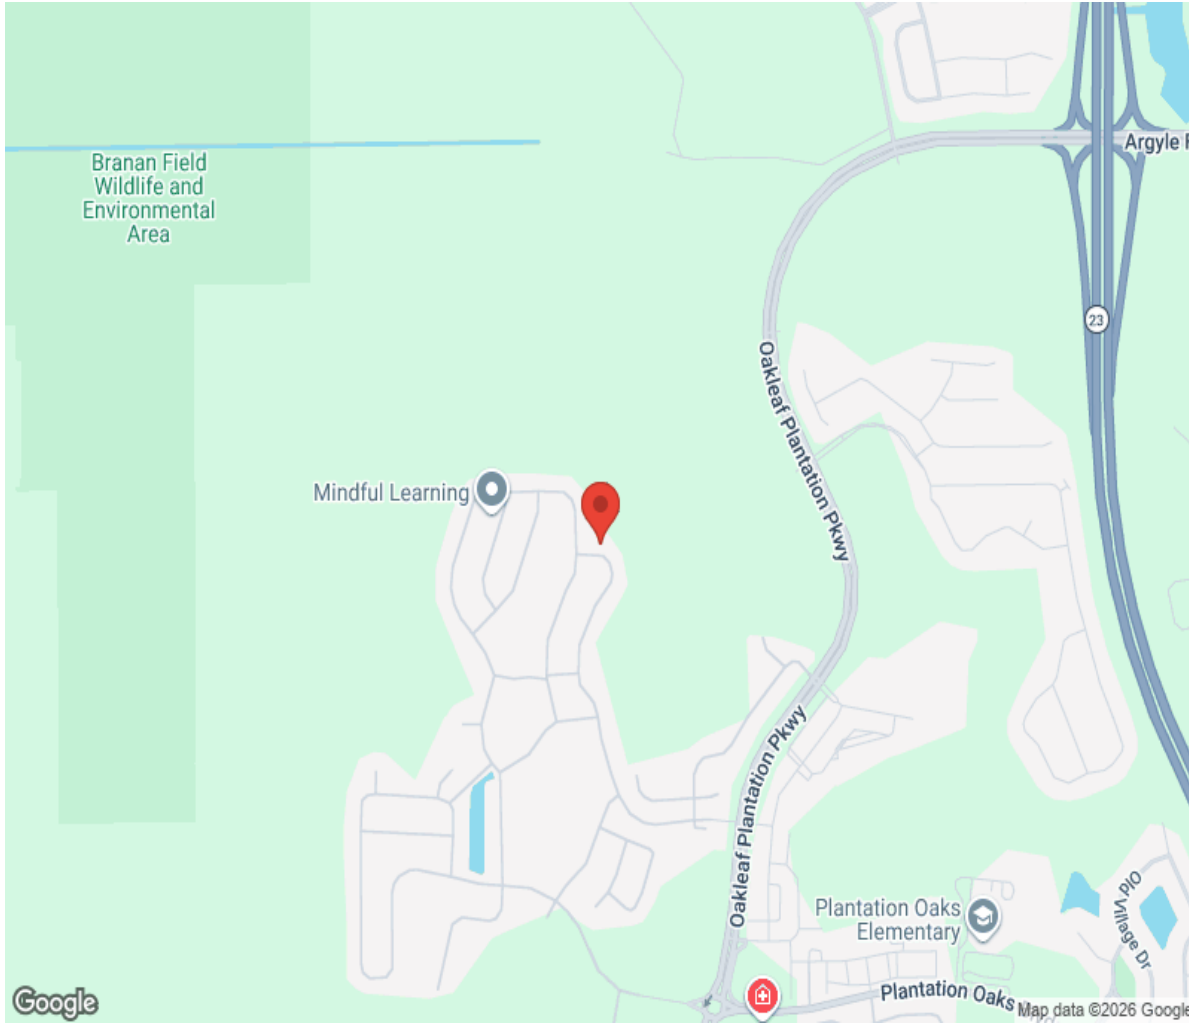 Branan Field
Wildlife and
Environmental
Area
Argyle F
23
Oakleaf Plantation Pkwy
Mindful Learning
Oakleaf Plantation Pkwy
Plantation Oaks
Elementary
Old Village Dr
Plantation Oaks
Google
Map data ©2026 Google